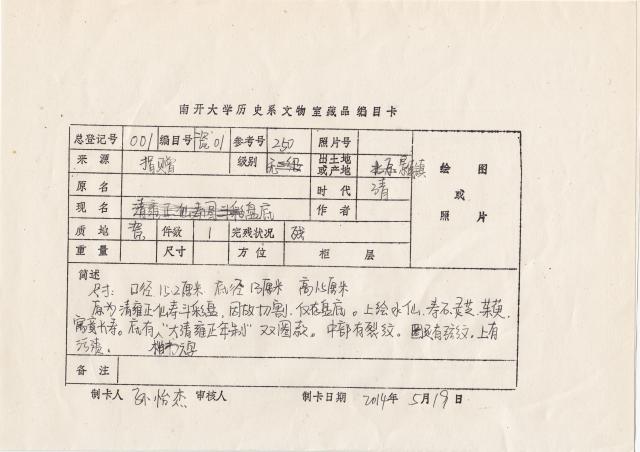 南开大学历史系文物室藏品编目卡
总登记号 001 编目号 瓷01 参考号 250 照片号
来源 捐赠 级别 无三级 出土地或产地 景德镇 绘图或照片
原名 时代 清
现名 清雍正仙寿图斗彩盘底 作者
质地 瓷 件数 1 完残状况 残
重量 尺寸 方位 柜 层
简述
尺寸: 口径15.2厘米 底径13厘米 高1.5厘米
原为清雍正仙寿斗彩盘,因故切割,仅存盘底。上绘水仙、寿石、灵芝、茱萸,
寓意长寿。底有"大清雍正年制"双圈款。中部有裂纹。有弦纹,上有
污渍。 楷书六字
备注
制卡人 孙怡杰 审核人 制卡日期 2014年5月19日